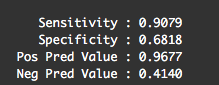 Sensitivity : 0.9079
Specificity : 0.6818
Pos Pred Value : 0.9677
Neg Pred Value : 0.4140